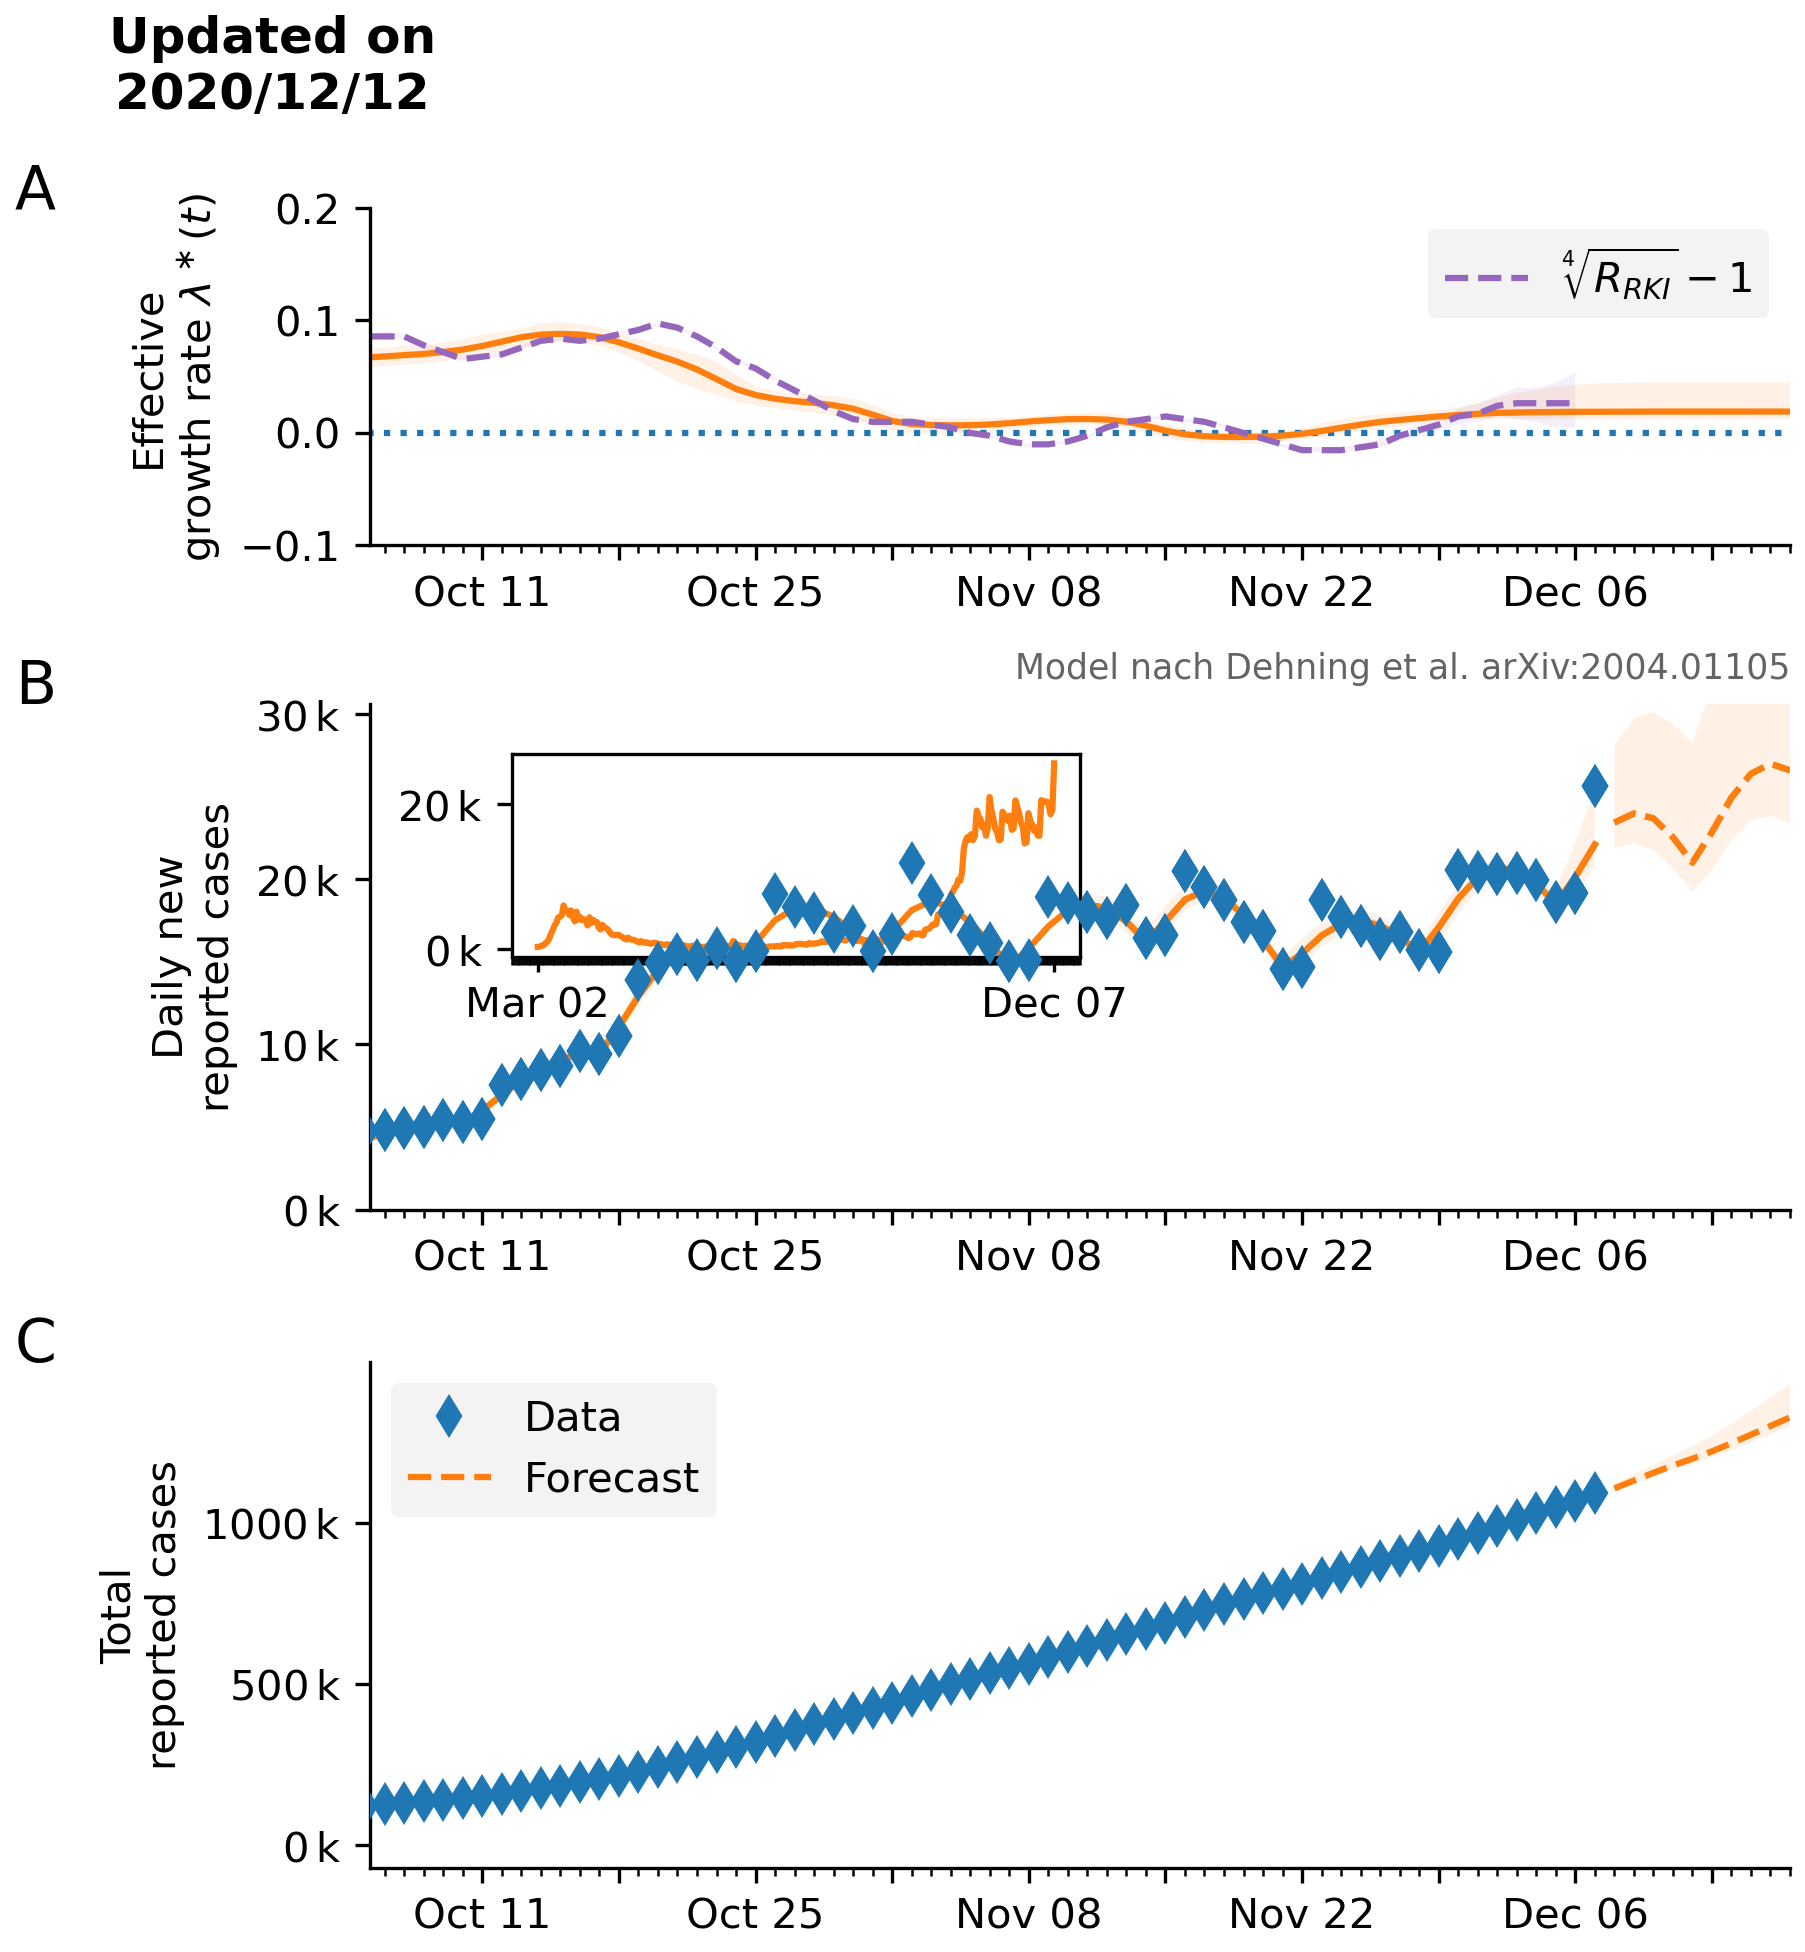 Updated on
2020/12/12
A
Effective
growth rate λ * (t)
0.2
0.1
0.0
−0.1
∜R_RKI − 1
Oct 11
Oct 25
Nov 08
Nov 22
Dec 06
Model nach Dehning et al. arXiv:2004.01105
B
Daily new
reported cases
30 k
20 k
10 k
0 k
20 k
0 k
Mar 02
Dec 07
Oct 11
Oct 25
Nov 08
Nov 22
Dec 06
C
Total
reported cases
1000 k
500 k
0 k
Data
Forecast
Oct 11
Oct 25
Nov 08
Nov 22
Dec 06